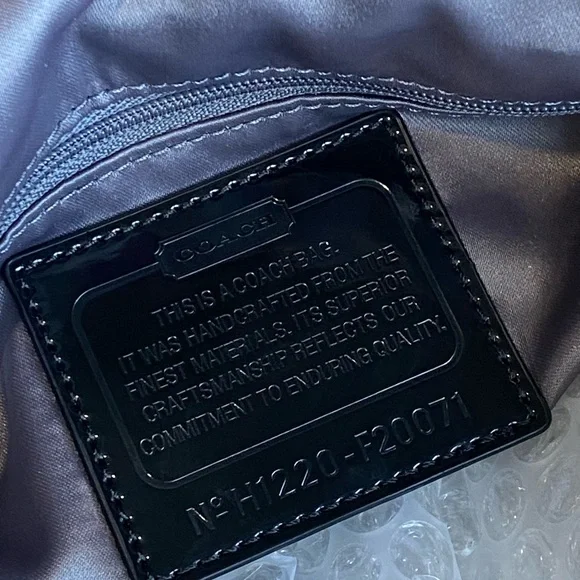 COACH
THIS IS A COACH BAG.
IT WAS HANDCRAFTED FROM THE
FINEST MATERIALS. ITS SUPERIOR
CRAFTSMANSHIP REFLECTS OUR
COMMITMENT TO ENDURING QUALITY.
Nº H1220-F20071